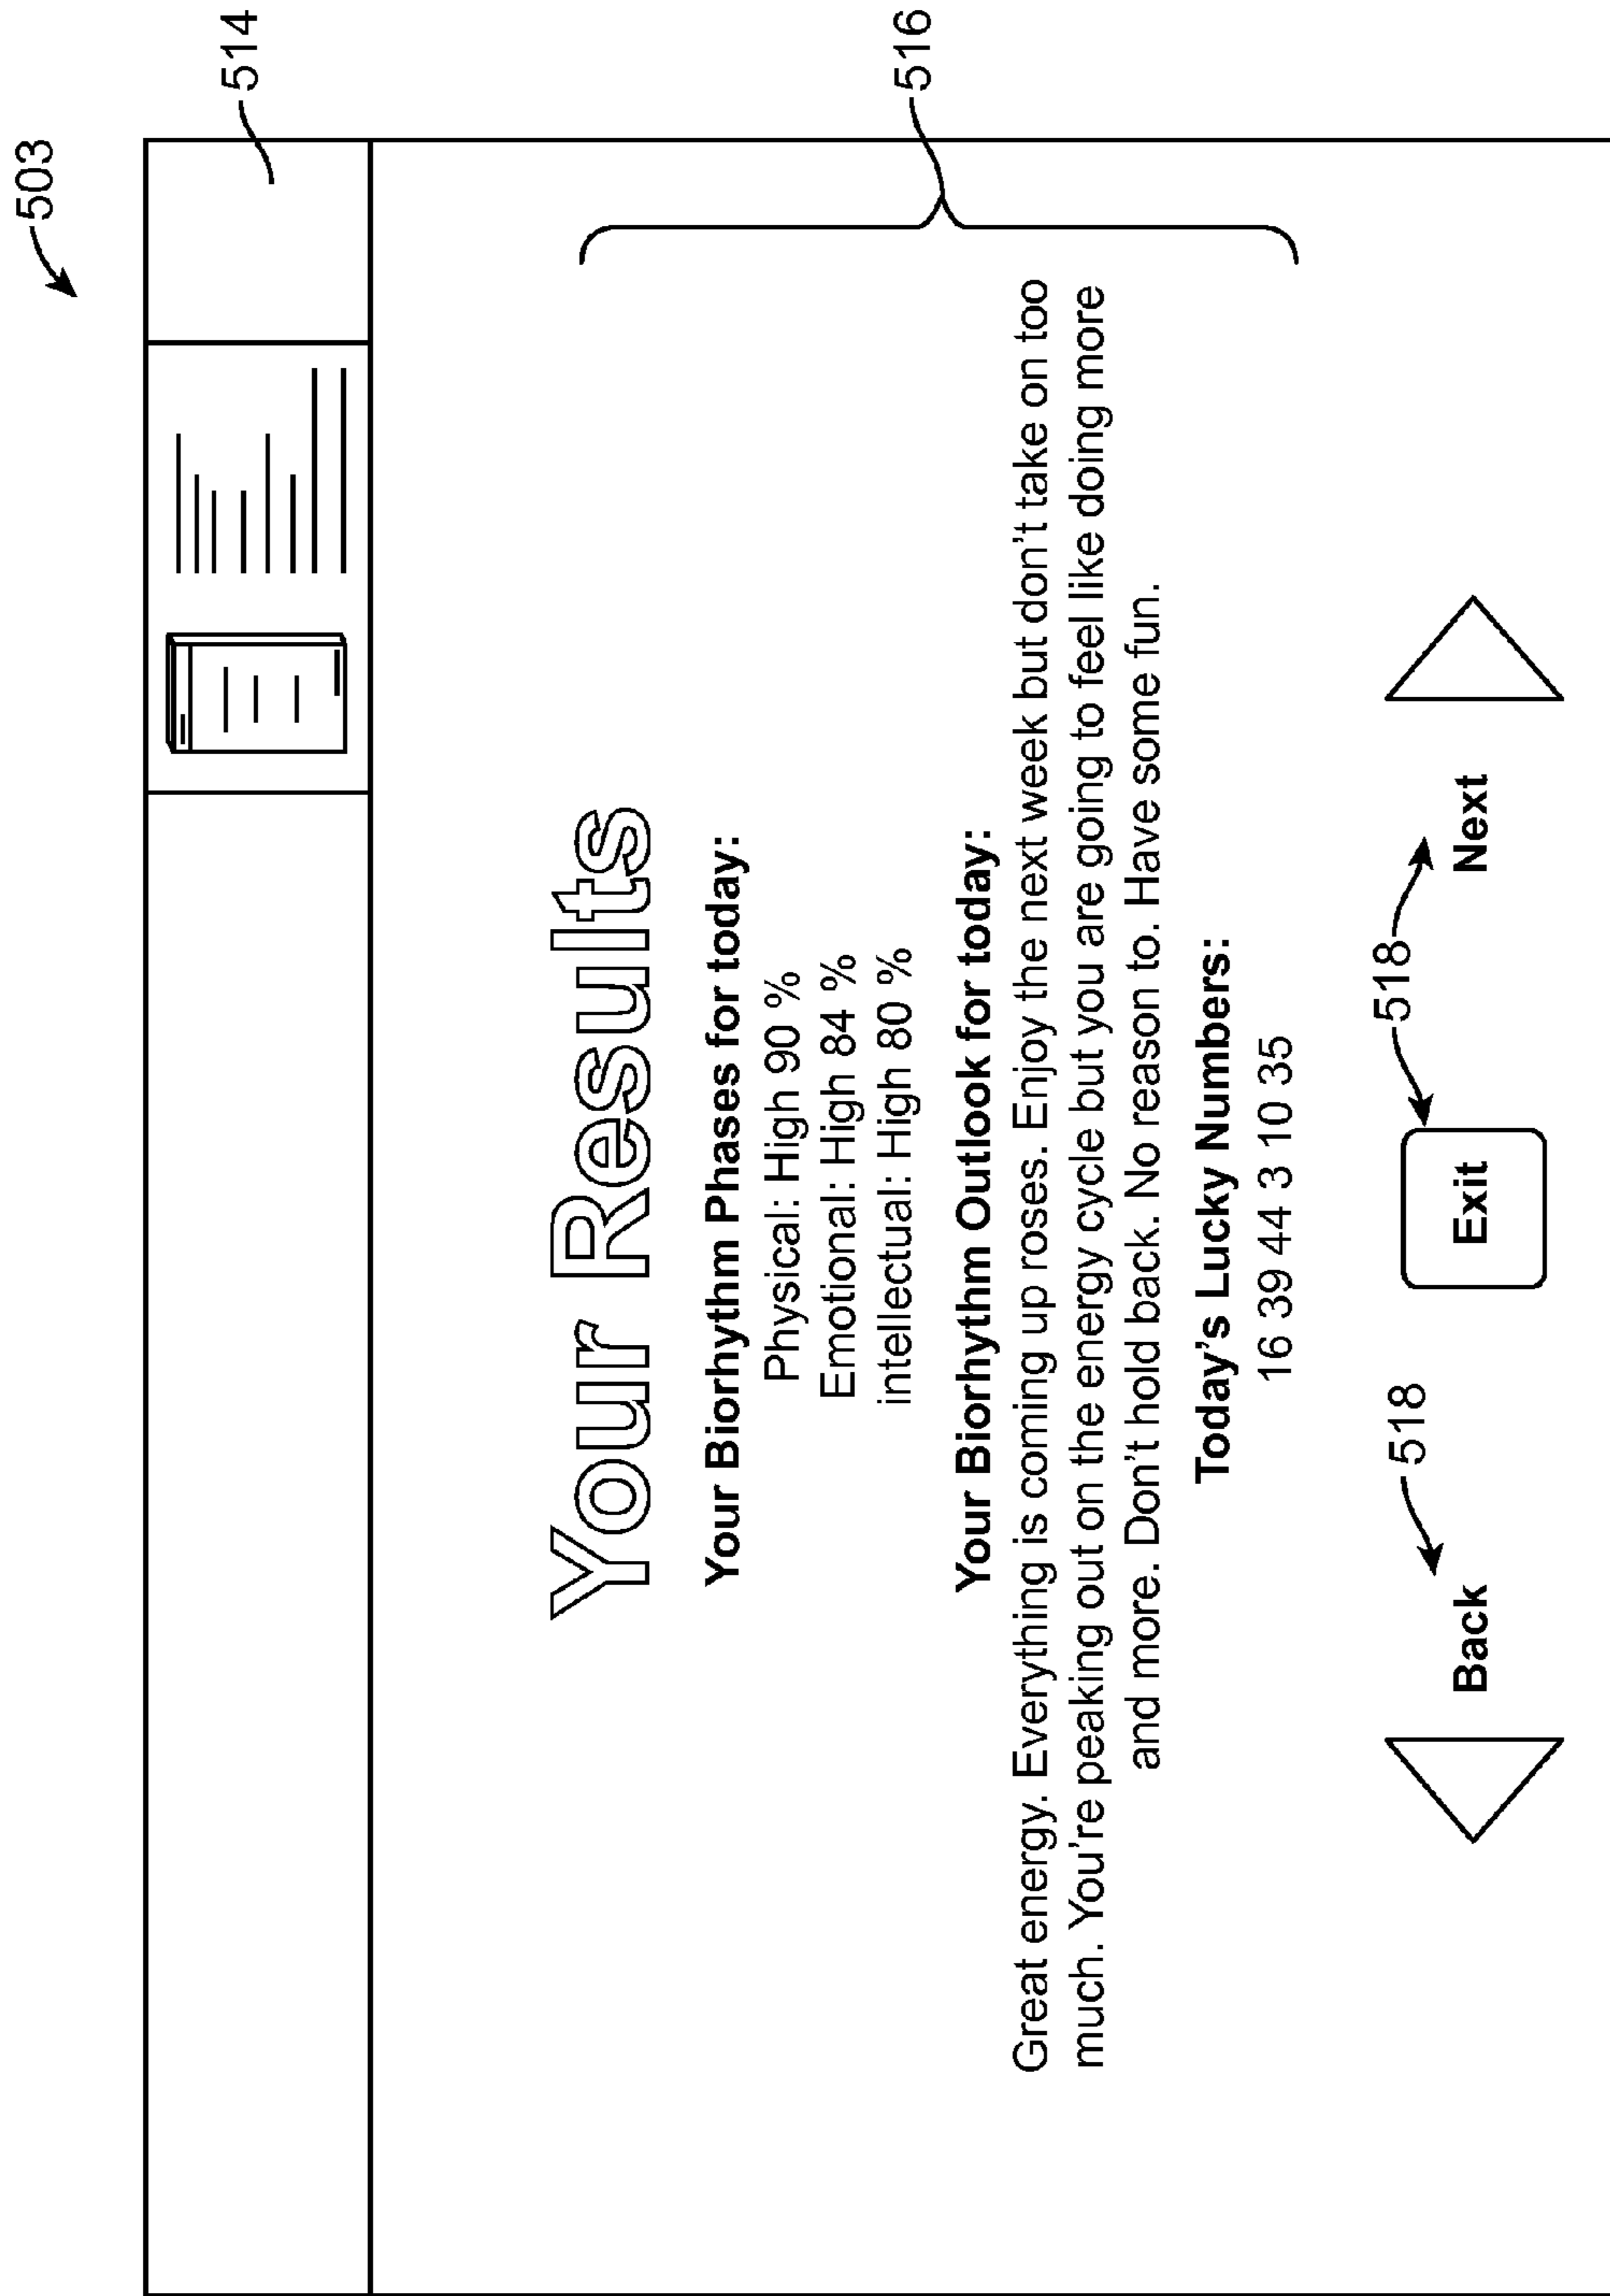 503
514
Your Results
Your Biorhythm Phases for today:
Physical: High 90 %
Emotional: High 84 %
intellectual: High 80 %
516
Your Biorhythm Outlook for today:
Great energy. Everything is coming up roses. Enjoy the next week but don't take on too
much. You're peaking out on the energy cycle but you are going to feel like doing more
and more. Don't hold back. No reason to. Have some fun.
Today's Lucky Numbers:
16 39 44 3 10 35
518
518
Back
Exit
Next